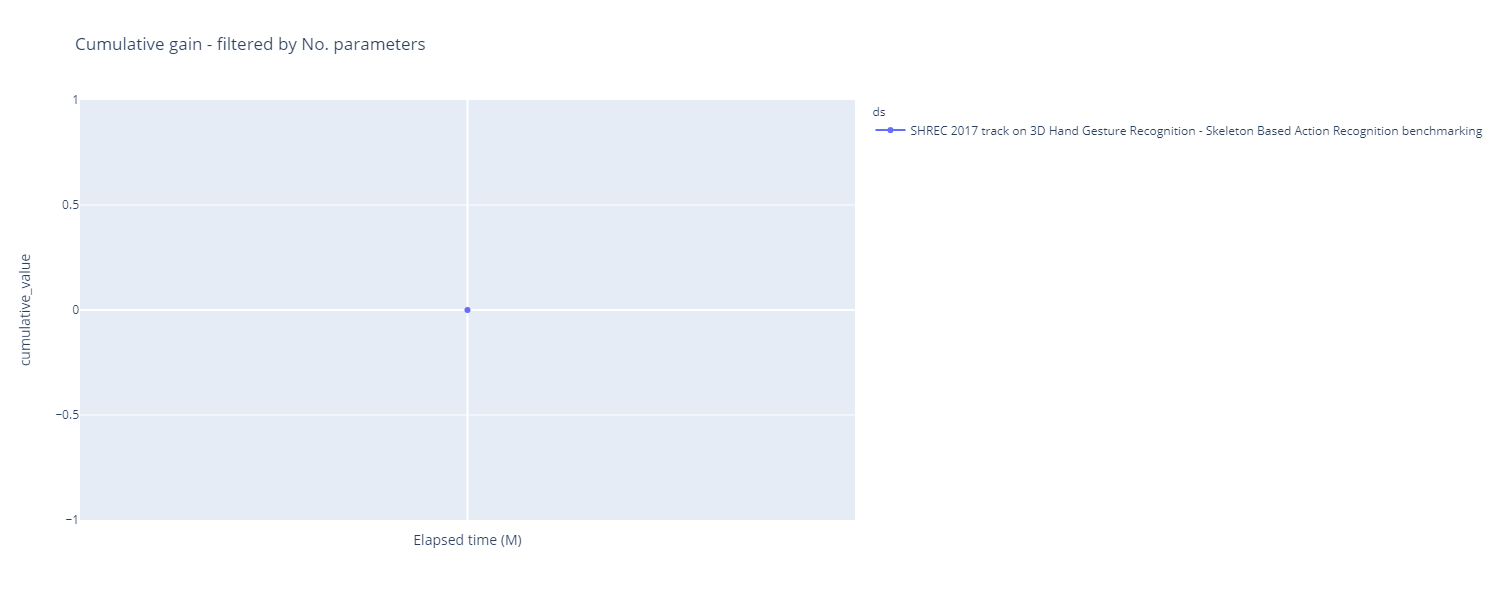 Cumulative gain - filtered by No. parameters
1
0.5
0
−0.5
−1
cumulative_value
Elapsed time (M)
ds
SHREC 2017 track on 3D Hand Gesture Recognition - Skeleton Based Action Recognition benchmarking